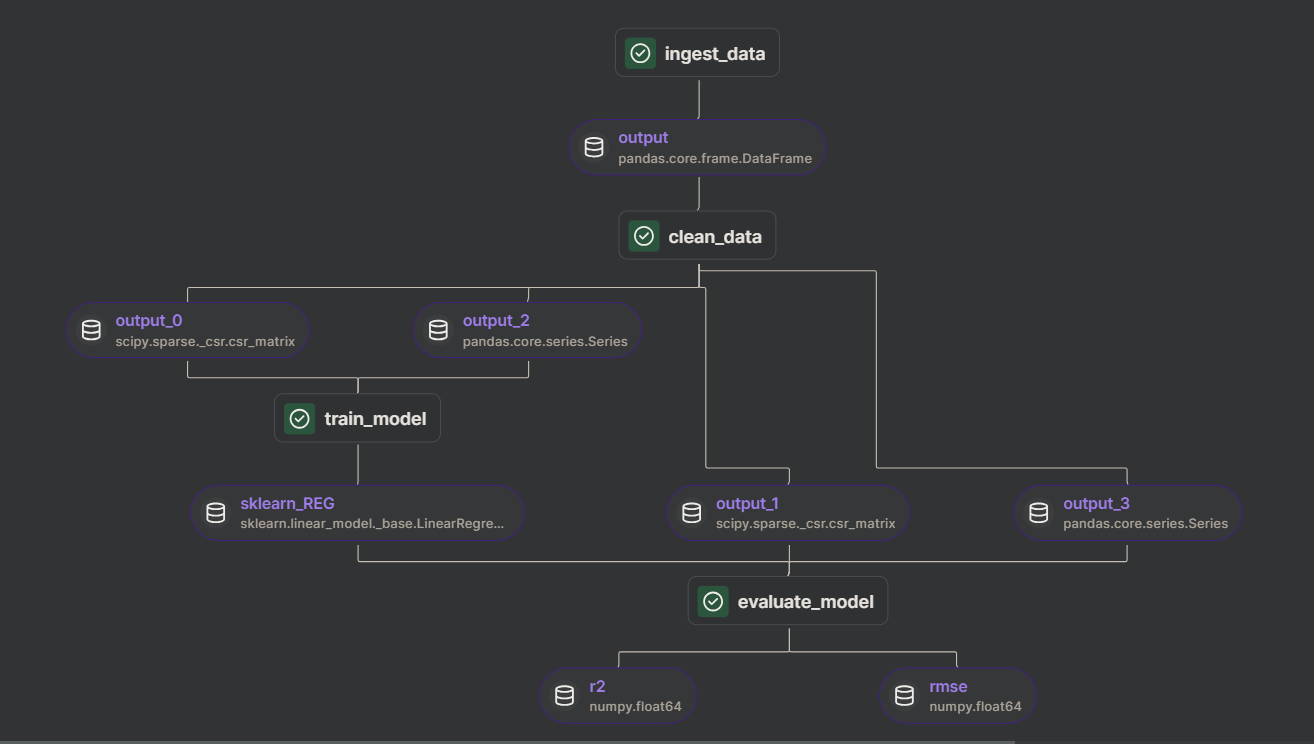 ingest_data
output
pandas.core.frame.DataFrame
clean_data
output_0
scipy.sparse._csr.csr_matrix
output_2
pandas.core.series.Series
train_model
sklearn_REG
sklearn.linear_model._base.LinearRegre...
output_1
scipy.sparse._csr.csr_matrix
output_3
pandas.core.series.Series
evaluate_model
r2
numpy.float64
rmse
numpy.float64